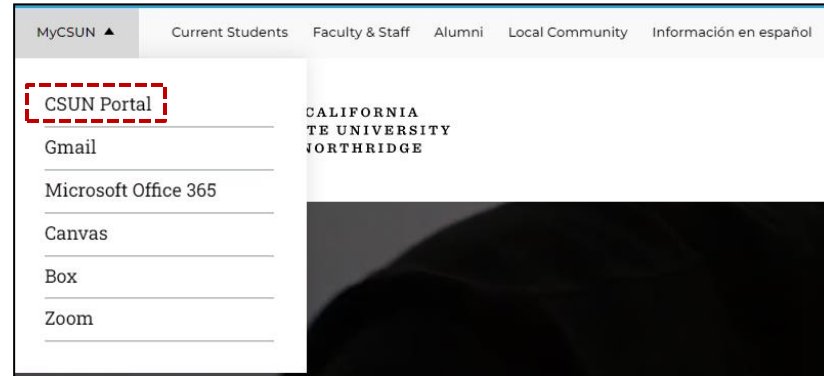 MyCSUN ▲ Current Students Faculty & Staff Alumni Local Community Información en español
CSUN Portal
Gmail
Microsoft Office 365
Canvas
Box
Zoom
CALIFORNIA
TE UNIVERSITY
NORTHRIDGE